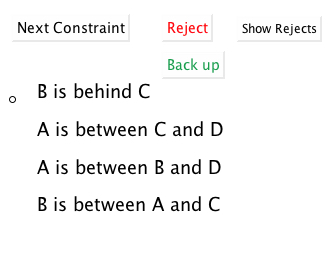 Next Constraint Reject Show Rejects
Back up
B is behind C
A is between C and D
A is between B and D
B is between A and C